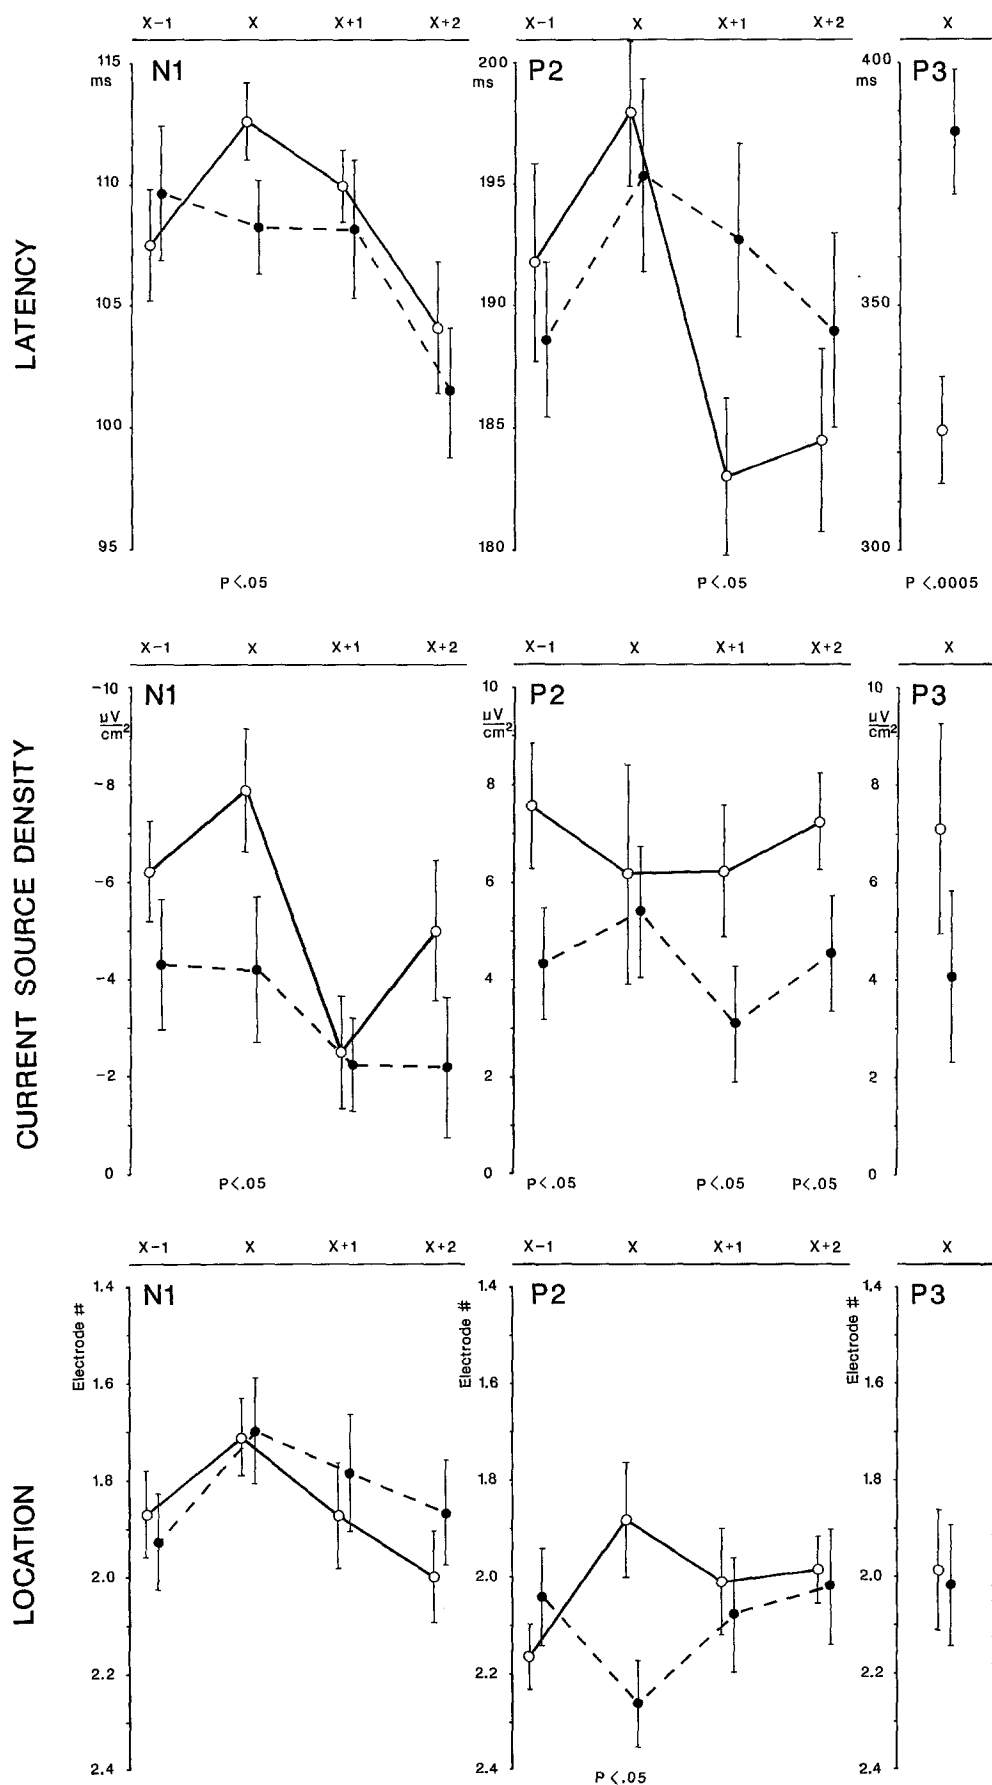 X-1 X X+1 X+2 X-1 X X+1 X+2 X
115 N1 200 P2 400 P3
ms ms ms
110 195
105 190 350
100 185
95 180 300
P<.05 P<.05 P<.0005
LATENCY
X-1 X X+1 X+2 X-1 X X+1 X+2 X
-10 N1 10 P2 10 P3
µV µV µV
cm² cm² cm²
-8 8 8
-6 6 6
-4 4 4
-2 2 2
0 0 0
P<.05 P<.05 P<.05 P<.05
CURRENT SOURCE DENSITY
X-1 X X+1 X+2 X-1 X X+1 X+2 X
1.4 N1 1.4 P2 1.4 P3
Electrode # Electrode # Electrode #
1.6 1.6 1.6
1.8 1.8 1.8
2.0 2.0 2.0
2.2 2.2 2.2
2.4 2.4 2.4
P<.05
LOCATION